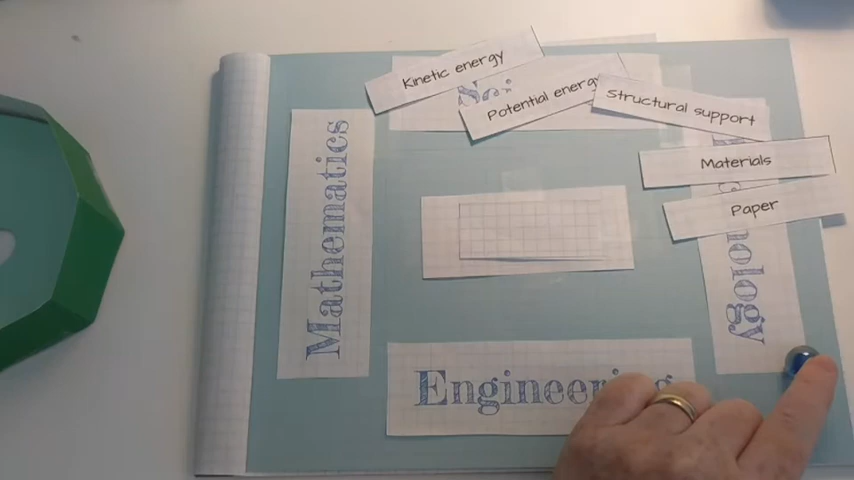 Kinetic energy
Potential energy
Structural support
Materials
Paper
Mathematics
Engineering